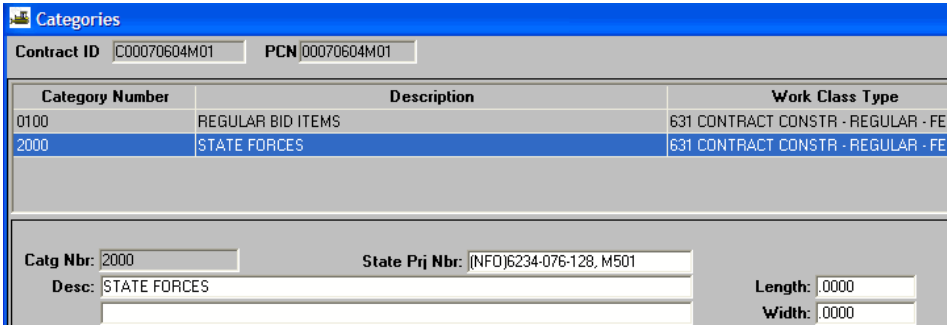 Categories
Contract ID C00070604M01 PCN 00070604M01
Category Number Description Work Class Type
0100 REGULAR BID ITEMS 631 CONTRACT CONSTR - REGULAR - FE
2000 STATE FORCES 631 CONTRACT CONSTR - REGULAR - FE
Catg Nbr: 2000 State Prj Nbr: (NFO)6234-076-128, M501
Desc: STATE FORCES Length: .0000
Width: .0000